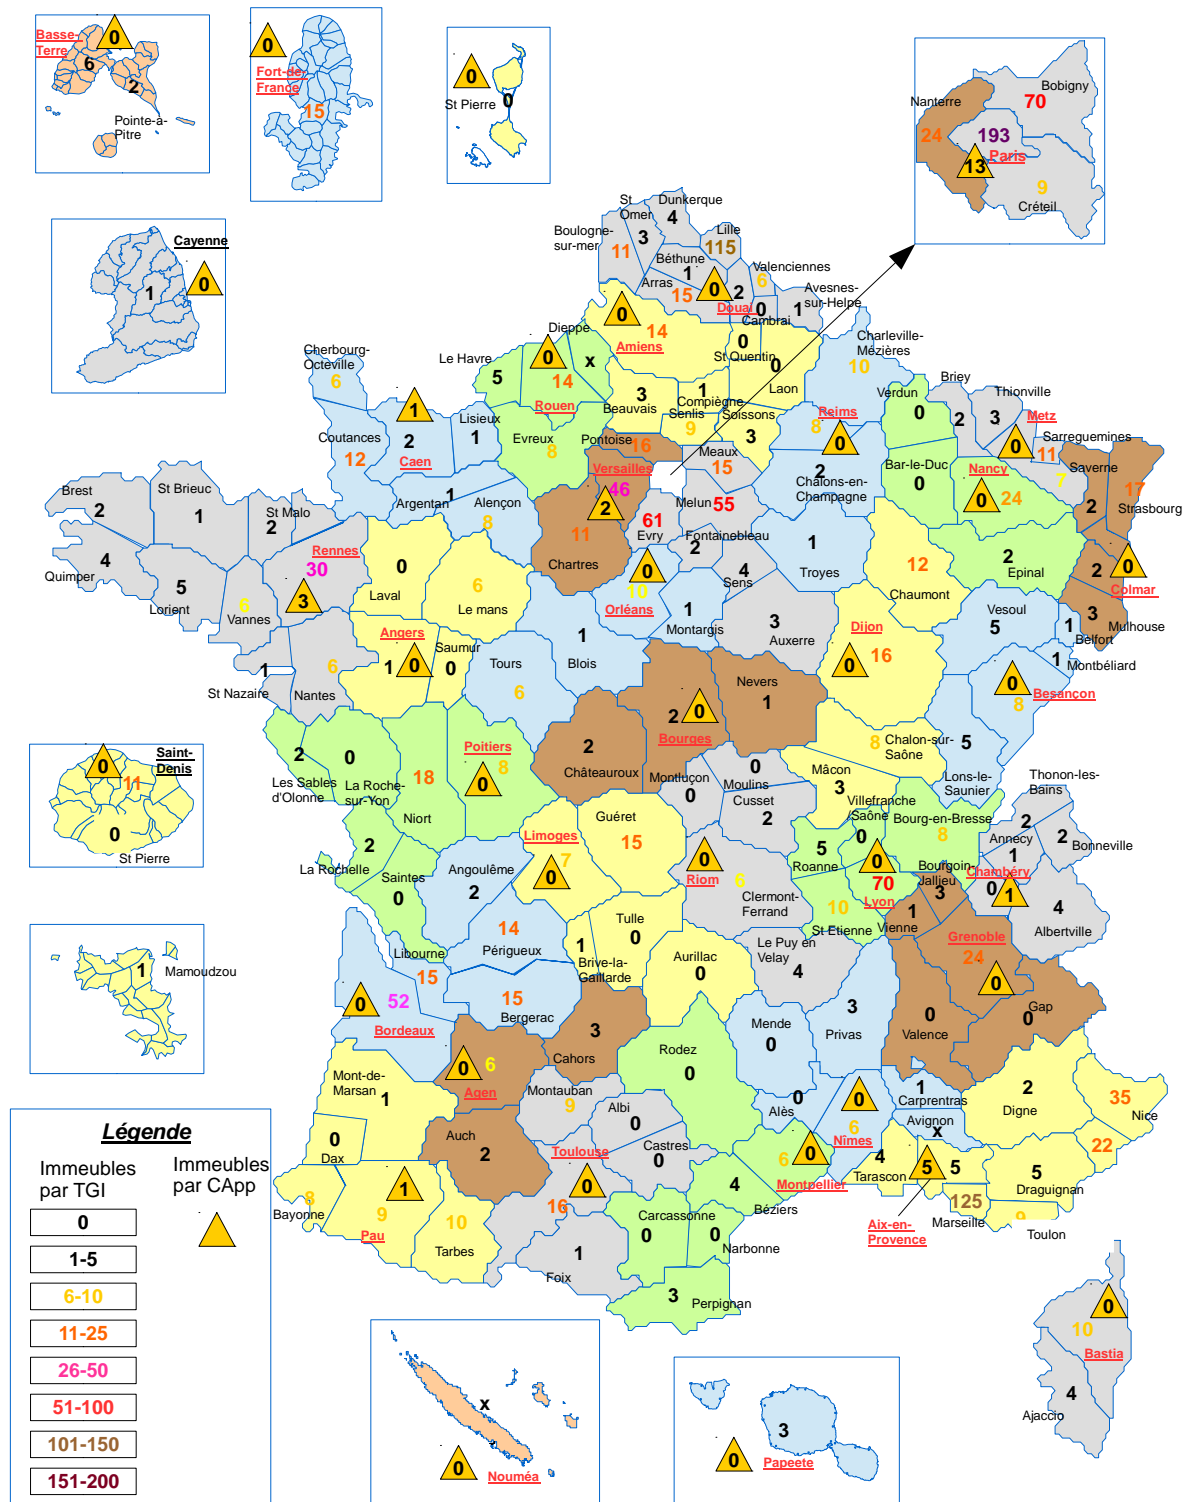 Basse-
Terre
0
6
2
Pointe-à-
Pitre
0
Fort-de-
France
15
0
St Pierre
0
Nanterre
Bobigny
70
24
193
Paris
13
9
Créteil
Cayenne
0
1
St
Omer
Dunkerque
4
Boulogne-
sur-mer
11
3
Lille
115
Béthune
1
Valenciennes
6
Arras
15
0
2
Douai
0
Avesnes-
sur-Helpe
1
Cambrai
0
14
Amiens
0
St Quentin
0
Laon
Charleville-
Mézières
10
Cherbourg-
Octeville
6
Le Havre
5
Dieppe
0
x
14
Rouen
3
Beauvais
1
Compiègne
Senlis
9
Soissons
3
Reims
8
0
Verdun
0
Briey
2
Thionville
3
Metz
0
Sarreguemines
11
7
Saverne
2
17
Strasbourg
1
2
Caen
Lisieux
1
Coutances
12
Evreux
8
Pontoise
16
Versailles
46
2
Meaux
15
2
Chalons-en-
Champagne
Bar-le-Duc
0
Nancy
0
24
Argentan
1
Alençon
8
11
Chartres
61
Evry
Melun
55
Fontainebleau
2
1
Troyes
12
Chaumont
2
Epinal
2
0
Colmar
3
Mulhouse
Brest
2
St Brieuc
1
St Malo
2
Rennes
30
3
4
Quimper
5
Lorient
6
Vannes
0
Laval
6
Le mans
0
10
Orléans
1
Montargis
Sens
4
3
Auxerre
Dijon
0
16
Vesoul
5
1
Belfort
1
Montbéliard
0
Besançon
8
1
St Nazaire
6
Nantes
Angers
1
0
Saumur
0
Tours
6
1
Blois
Nevers
1
2
0
Bourges
2
Châteauroux
8
Chalon-sur-
Saône
5
Lons-le-
Saunier
Saint-
Denis
0
11
0
St Pierre
2
Les Sables
d'Olonne
0
La Roche-
sur-Yon
18
Niort
Poitiers
8
0
Montluçon
0
0
Moulins
Cusset
2
Mâcon
3
Villefranche
/Saône
0
Bourg-en-Bresse
8
Thonon-les-
Bains
2
Annecy
1
2
Bonneville
2
La Rochelle
Saintes
0
Angoulême
2
Limoges
7
0
Guéret
15
0
Riom
6
Clermont-
Ferrand
5
Roanne
0
70
Lyon
10
St Etienne
Bourgoin-
Jallieu
3
Chambéry
0
1
4
Albertville
1
Vienne
Grenoble
24
0
1
Mamoudzou
Libourne
15
14
Périgueux
Tulle
0
1
Brive-la-
Gaillarde
Aurillac
0
Le Puy en
Velay
4
0
52
Bordeaux
15
Bergerac
3
Cahors
Rodez
0
Mende
0
3
Privas
0
Valence
Gap
0
0
6
Agen
Mont-de-
Marsan
1
Montauban
9
Albi
0
0
Alès
0
6
Nîmes
1
Carpentras
Avignon
x
2
Digne
35
Nice
22
0
Dax
Auch
2
Toulouse
0
16
Castres
0
6
0
Montpellier
4
Béziers
4
Tarascon
5
5
Aix-en-
Provence
125
Marseille
5
Draguignan
9
Toulon
8
Bayonne
1
9
Pau
10
Tarbes
1
Foix
Carcassonne
0
0
Narbonne
3
Perpignan
0
10
Bastia
4
Ajaccio
x
0
Nouméa
3
0
Papeete
Légende
Immeubles
par TGI
Immeubles
par CApp
0
1-5
6-10
11-25
26-50
51-100
101-150
151-200